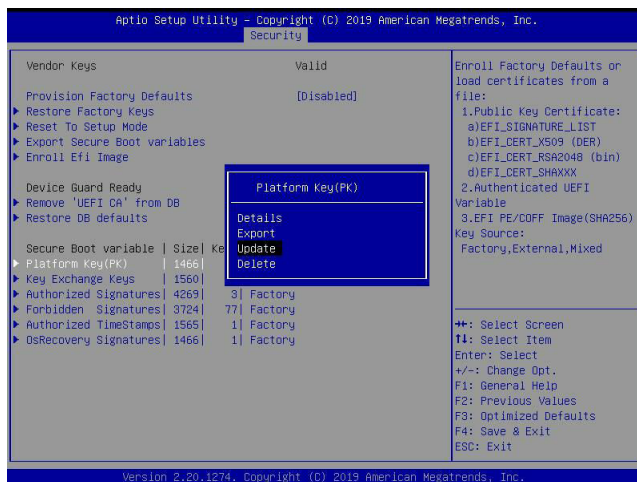 Aptio Setup Utility – Copyright (C) 2019 American Megatrends, Inc.
Security
Vendor Keys Valid
Provision Factory Defaults [Disabled]
Restore Factory Keys
Reset To Setup Mode
Export Secure Boot variables
Enroll Efi Image
Device Guard Ready
Remove 'UEFI CA' from DB
Restore DB defaults
Secure Boot variable | Size| Ke
Platform Key(PK) | 1466|
Key Exchange Keys | 1560|
Authorized Signatures| 4269| 3| Factory
Forbidden Signatures| 3724| 77| Factory
Authorized TimeStamps| 1565| 1| Factory
OsRecovery Signatures| 1466| 1| Factory
Platform Key(PK)
Details
Export
Update
Delete
Enroll Factory Defaults or
load certificates from a
file:
1.Public Key Certificate:
a)EFI_SIGNATURE_LIST
b)EFI_CERT_X509 (DER)
c)EFI_CERT_RSA2048 (bin)
d)EFI_CERT_SHAXXX
2.Authenticated UEFI
Variable
3.EFI PE/COFF Image(SHA256)
Key Source:
Factory,External,Mixed
→←: Select Screen
↑↓: Select Item
Enter: Select
+/-: Change Opt.
F1: General Help
F2: Previous Values
F3: Optimized Defaults
F4: Save & Exit
ESC: Exit
Version 2.20.1274. Copyright (C) 2019 American Megatrends, Inc.